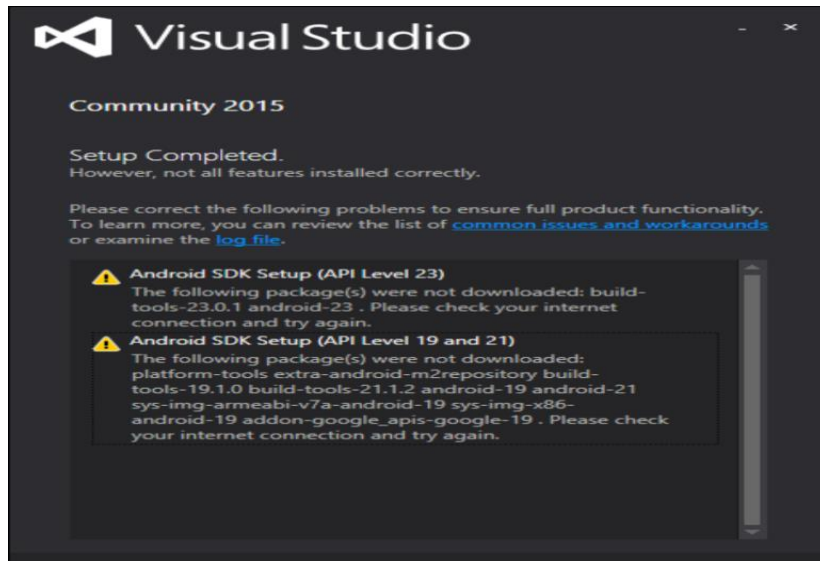 Visual Studio
Community 2015
Setup Completed.
However, not all features installed correctly.
Please correct the following problems to ensure full product functionality.
To learn more, you can review the list of common issues and workarounds
or examine the log file.
Android SDK Setup (API Level 23)
The following package(s) were not downloaded: build-
tools-23.0.1 android-23 . Please check your internet
connection and try again.
Android SDK Setup (API Level 19 and 21)
The following package(s) were not downloaded:
platform-tools extra-android-m2repository build-
tools-19.1.0 build-tools-21.1.2 android-19 android-21
sys-img-armeabi-v7a-android-19 sys-img-x86-
android-19 addon-google_apis-google-19 . Please check
your internet connection and try again.